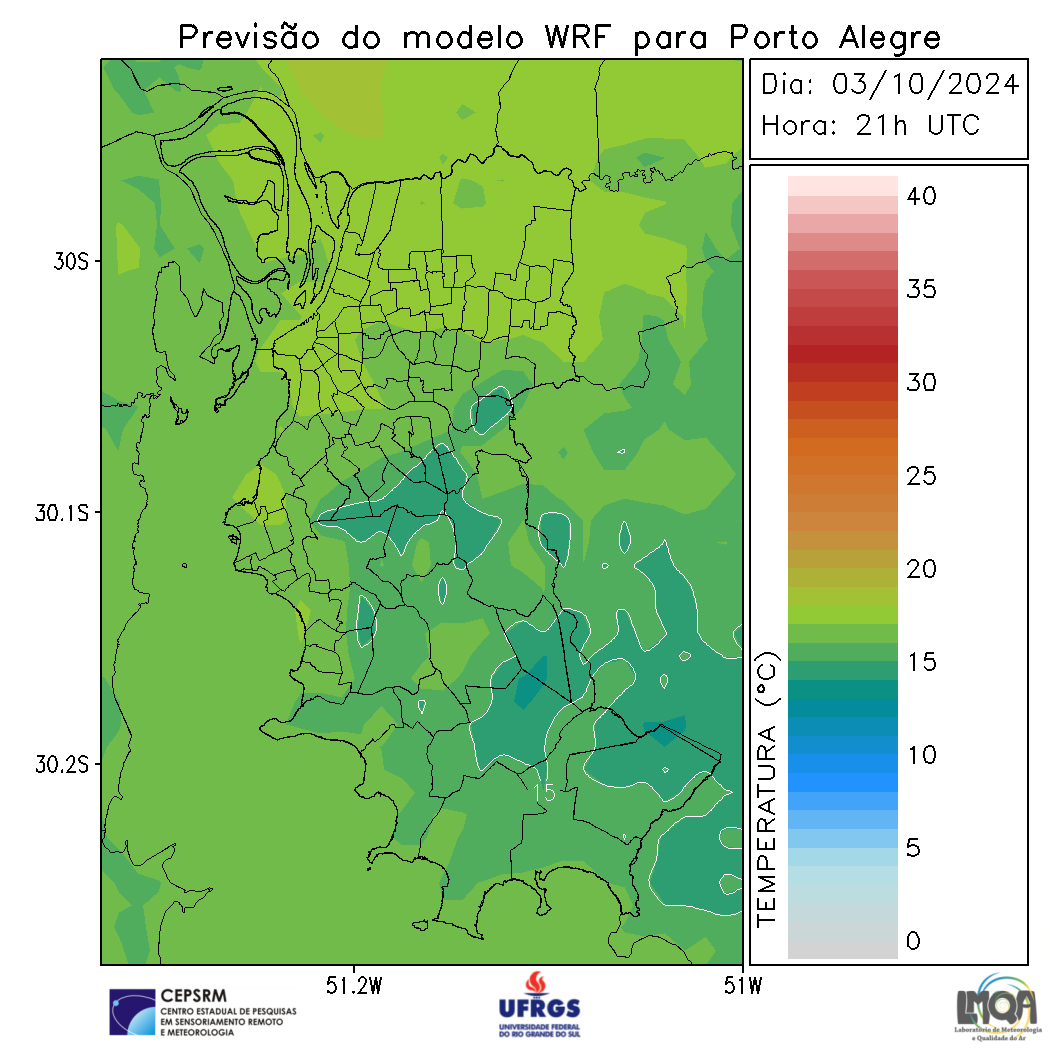 Previsão do modelo WRF para Porto Alegre
Dia: 03/10/2024
Hora: 21h UTC
40
35
30
25
20
15
10
5
0
TEMPERATURA (°C)
30S
30.1S
30.2S
15
51.2W
51W
CEPSRM
CENTRO ESTADUAL DE PESQUISAS
EM SENSORIAMENTO REMOTO
E METEOROLOGIA
UFRGS
UNIVERSIDADE FEDERAL
DO RIO GRANDE DO SUL
LMQA
Laboratório de Meteorologia
e Qualidade do Ar